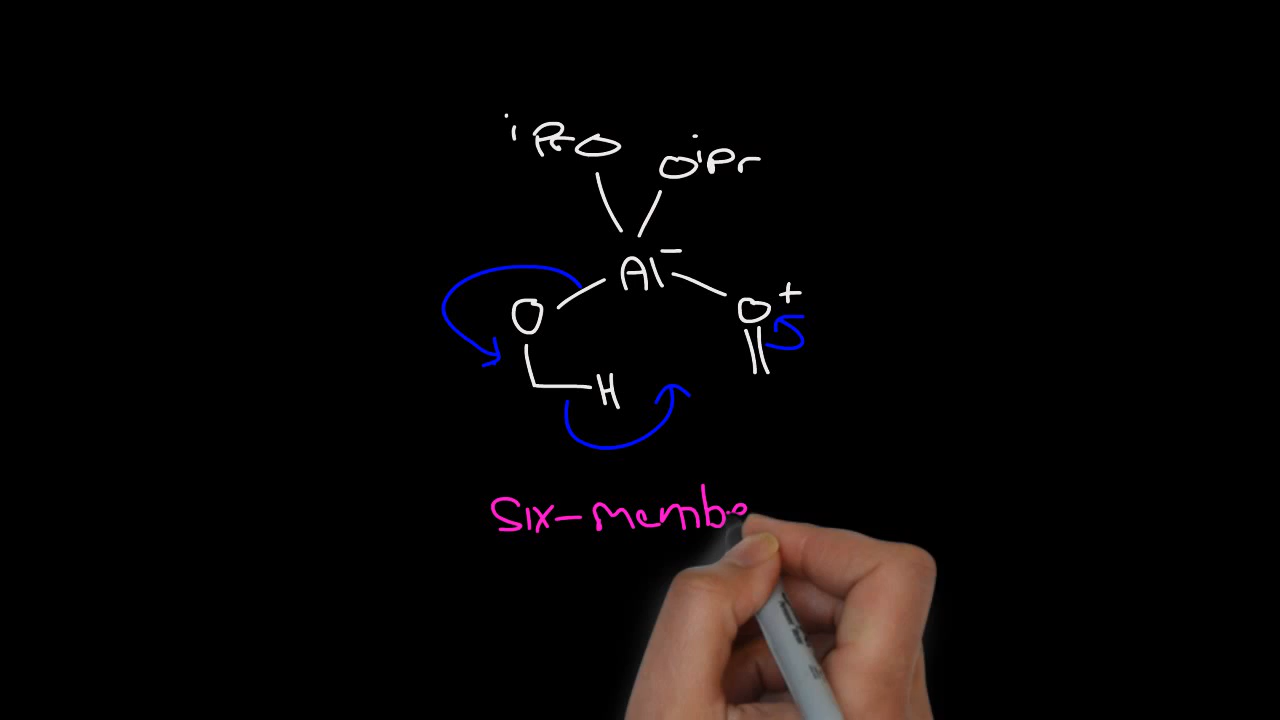 iPrO OiPr
Al−
O O+
H
Six-membe